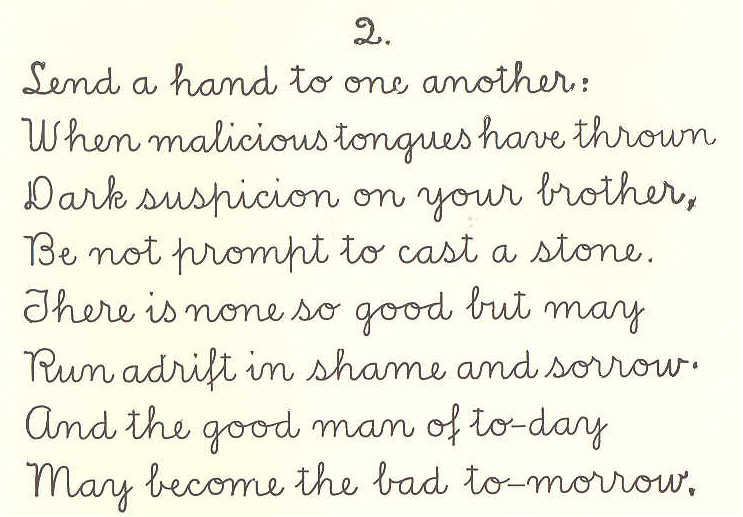 2.
Lend a hand to one another:
When malicious tongues have thrown
Dark suspicion on your brother,
Be not prompt to cast a stone.
There is none so good but may
Run adrift in shame and sorrow.
And the good man of to-day
May become the bad to-morrow.